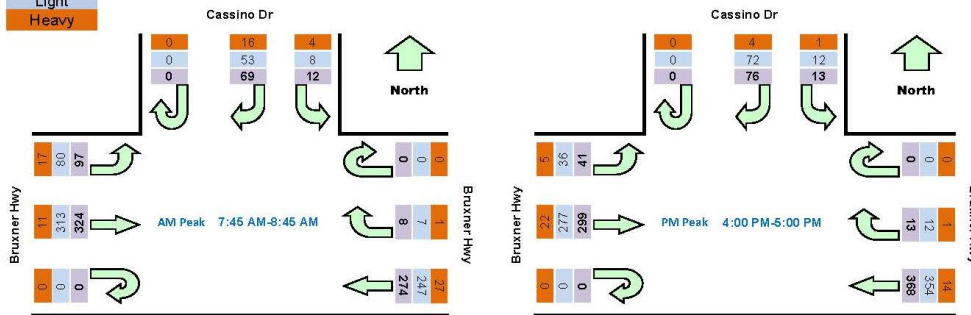 Light
Heavy
Cassino Dr
0 16 4
0 53 8
0 69 12
North
17 80 97
0 0 0
Bruxner Hwy
11 313 324
AM Peak 7:45 AM-8:45 AM
8 7 1
Bruxner Hwy
0 0 0
274 247 27
Cassino Dr
0 4 1
0 72 12
0 76 13
North
5 36 41
0 0 0
Bruxner Hwy
22 277 299
PM Peak 4:00 PM-5:00 PM
13 12 1
0 0 0
368 354 14